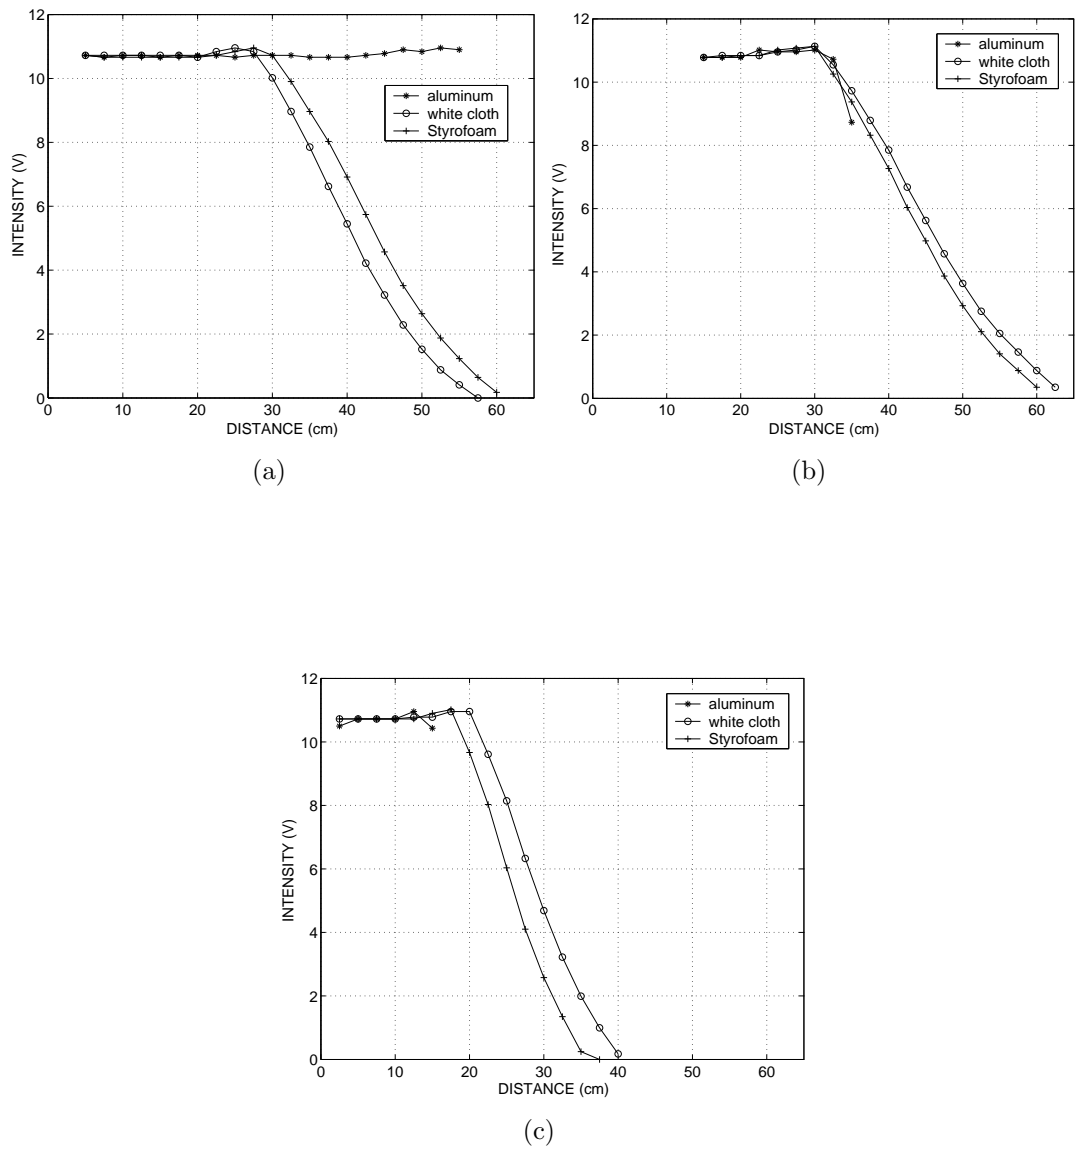 12
10
8
6
4
2
0
INTENSITY (V)
aluminum
white cloth
Styrofoam
0 10 20 30 40 50 60
DISTANCE (cm)
(a)
12
10
8
6
4
2
0
INTENSITY (V)
aluminum
white cloth
Styrofoam
0 10 20 30 40 50 60
DISTANCE (cm)
(b)
12
10
8
6
4
2
0
INTENSITY (V)
aluminum
white cloth
Styrofoam
0 10 20 30 40 50 60
DISTANCE (cm)
(c)